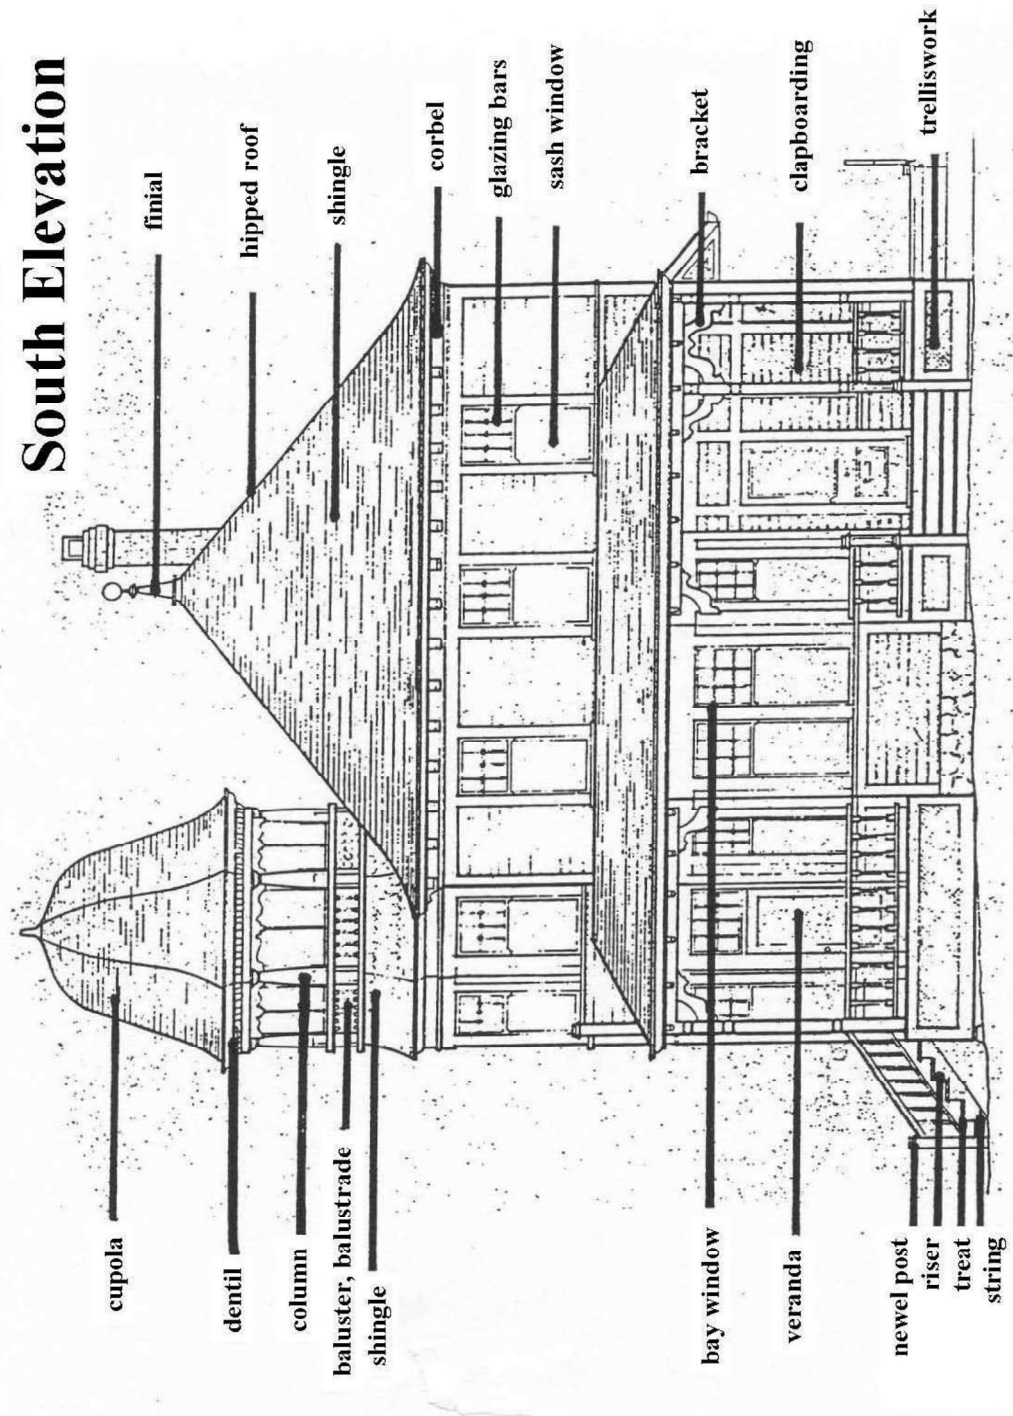 South Elevation
finial
hipped roof
shingle
corbel
glazing bars
sash window
bracket
clapboarding
trelliswork
cupola
dentil
column
baluster, balustrade
shingle
bay window
veranda
newel post
riser
treat
string